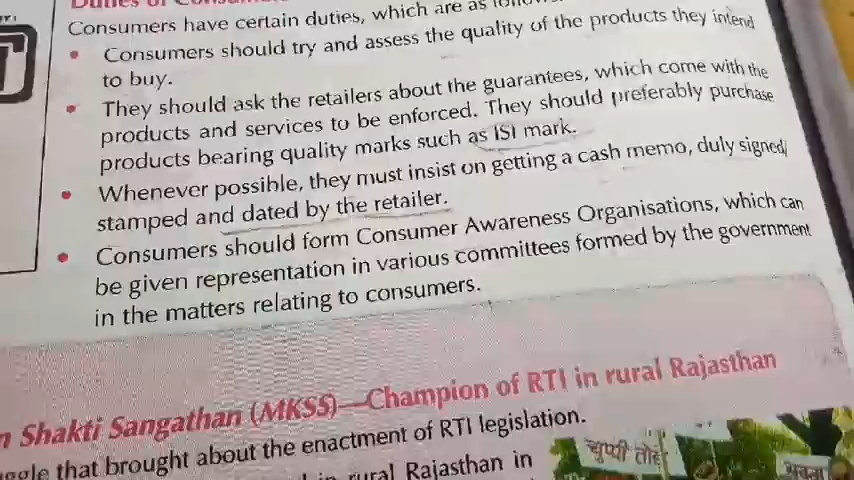 Duties of
Consumers have certain duties, which are as
• Consumers should try and assess the quality of the products they intend
to buy.
• They should ask the retailers about the guarantees, which come with the
products and services to be enforced. They should preferably purchase
products bearing quality marks such as ISI mark.
• Whenever possible, they must insist on getting a cash memo, duly signed/
stamped and dated by the retailer.
• Consumers should form Consumer Awareness Organisations, which can
be given representation in various committees formed by the government
in the matters relating to consumers.
Shakti Sangathan (MKSS)—Champion of RTI in rural Rajasthan
that brought about the enactment of RTI legislation.
rural Rajasthan in
चुप्पी तोड़ो